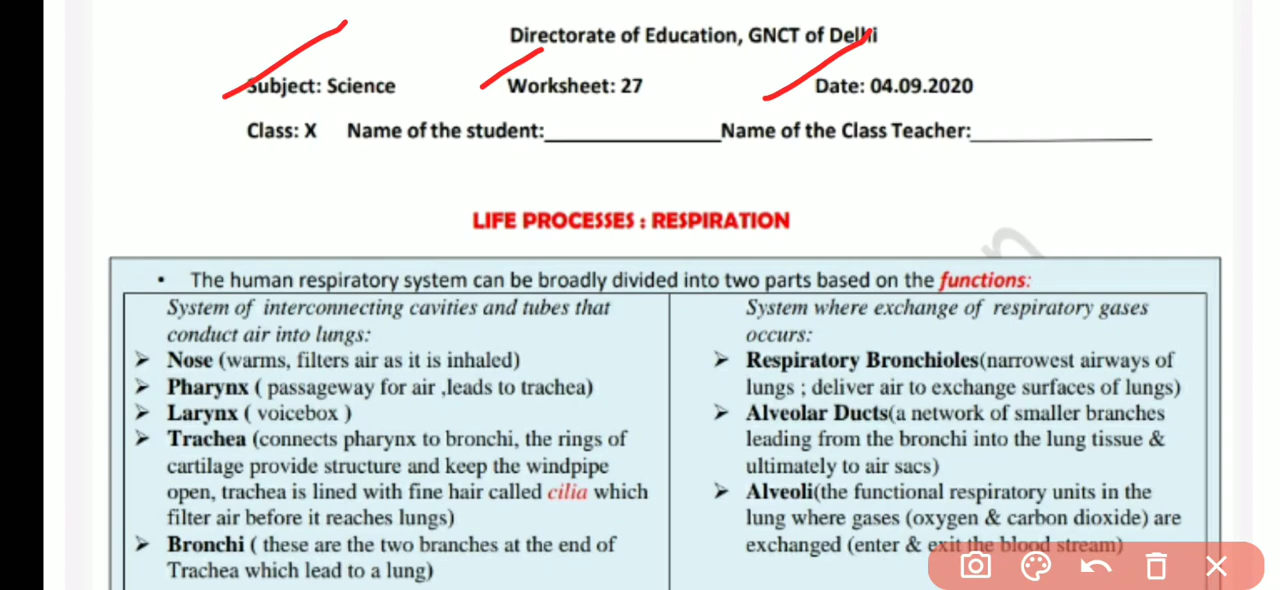 Directorate of Education, GNCT of Delhi
Subject: Science Worksheet: 27 Date: 04.09.2020
Class: X Name of the student:____________ Name of the Class Teacher:____________
LIFE PROCESSES : RESPIRATION
• The human respiratory system can be broadly divided into two parts based on the functions:
System of interconnecting cavities and tubes that
conduct air into lungs:
➢ Nose (warms, filters air as it is inhaled)
➢ Pharynx ( passageway for air ,leads to trachea)
➢ Larynx ( voicebox )
➢ Trachea (connects pharynx to bronchi, the rings of
cartilage provide structure and keep the windpipe
open, trachea is lined with fine hair called cilia which
filter air before it reaches lungs)
➢ Bronchi ( these are the two branches at the end of
Trachea which lead to a lung)
System where exchange of respiratory gases
occurs:
➢ Respiratory Bronchioles(narrowest airways of
lungs ; deliver air to exchange surfaces of lungs)
➢ Alveolar Ducts(a network of smaller branches
leading from the bronchi into the lung tissue &
ultimately to air sacs)
➢ Alveoli(the functional respiratory units in the
lung where gases (oxygen & carbon dioxide) are
exchanged (enter & exit the blood stream)